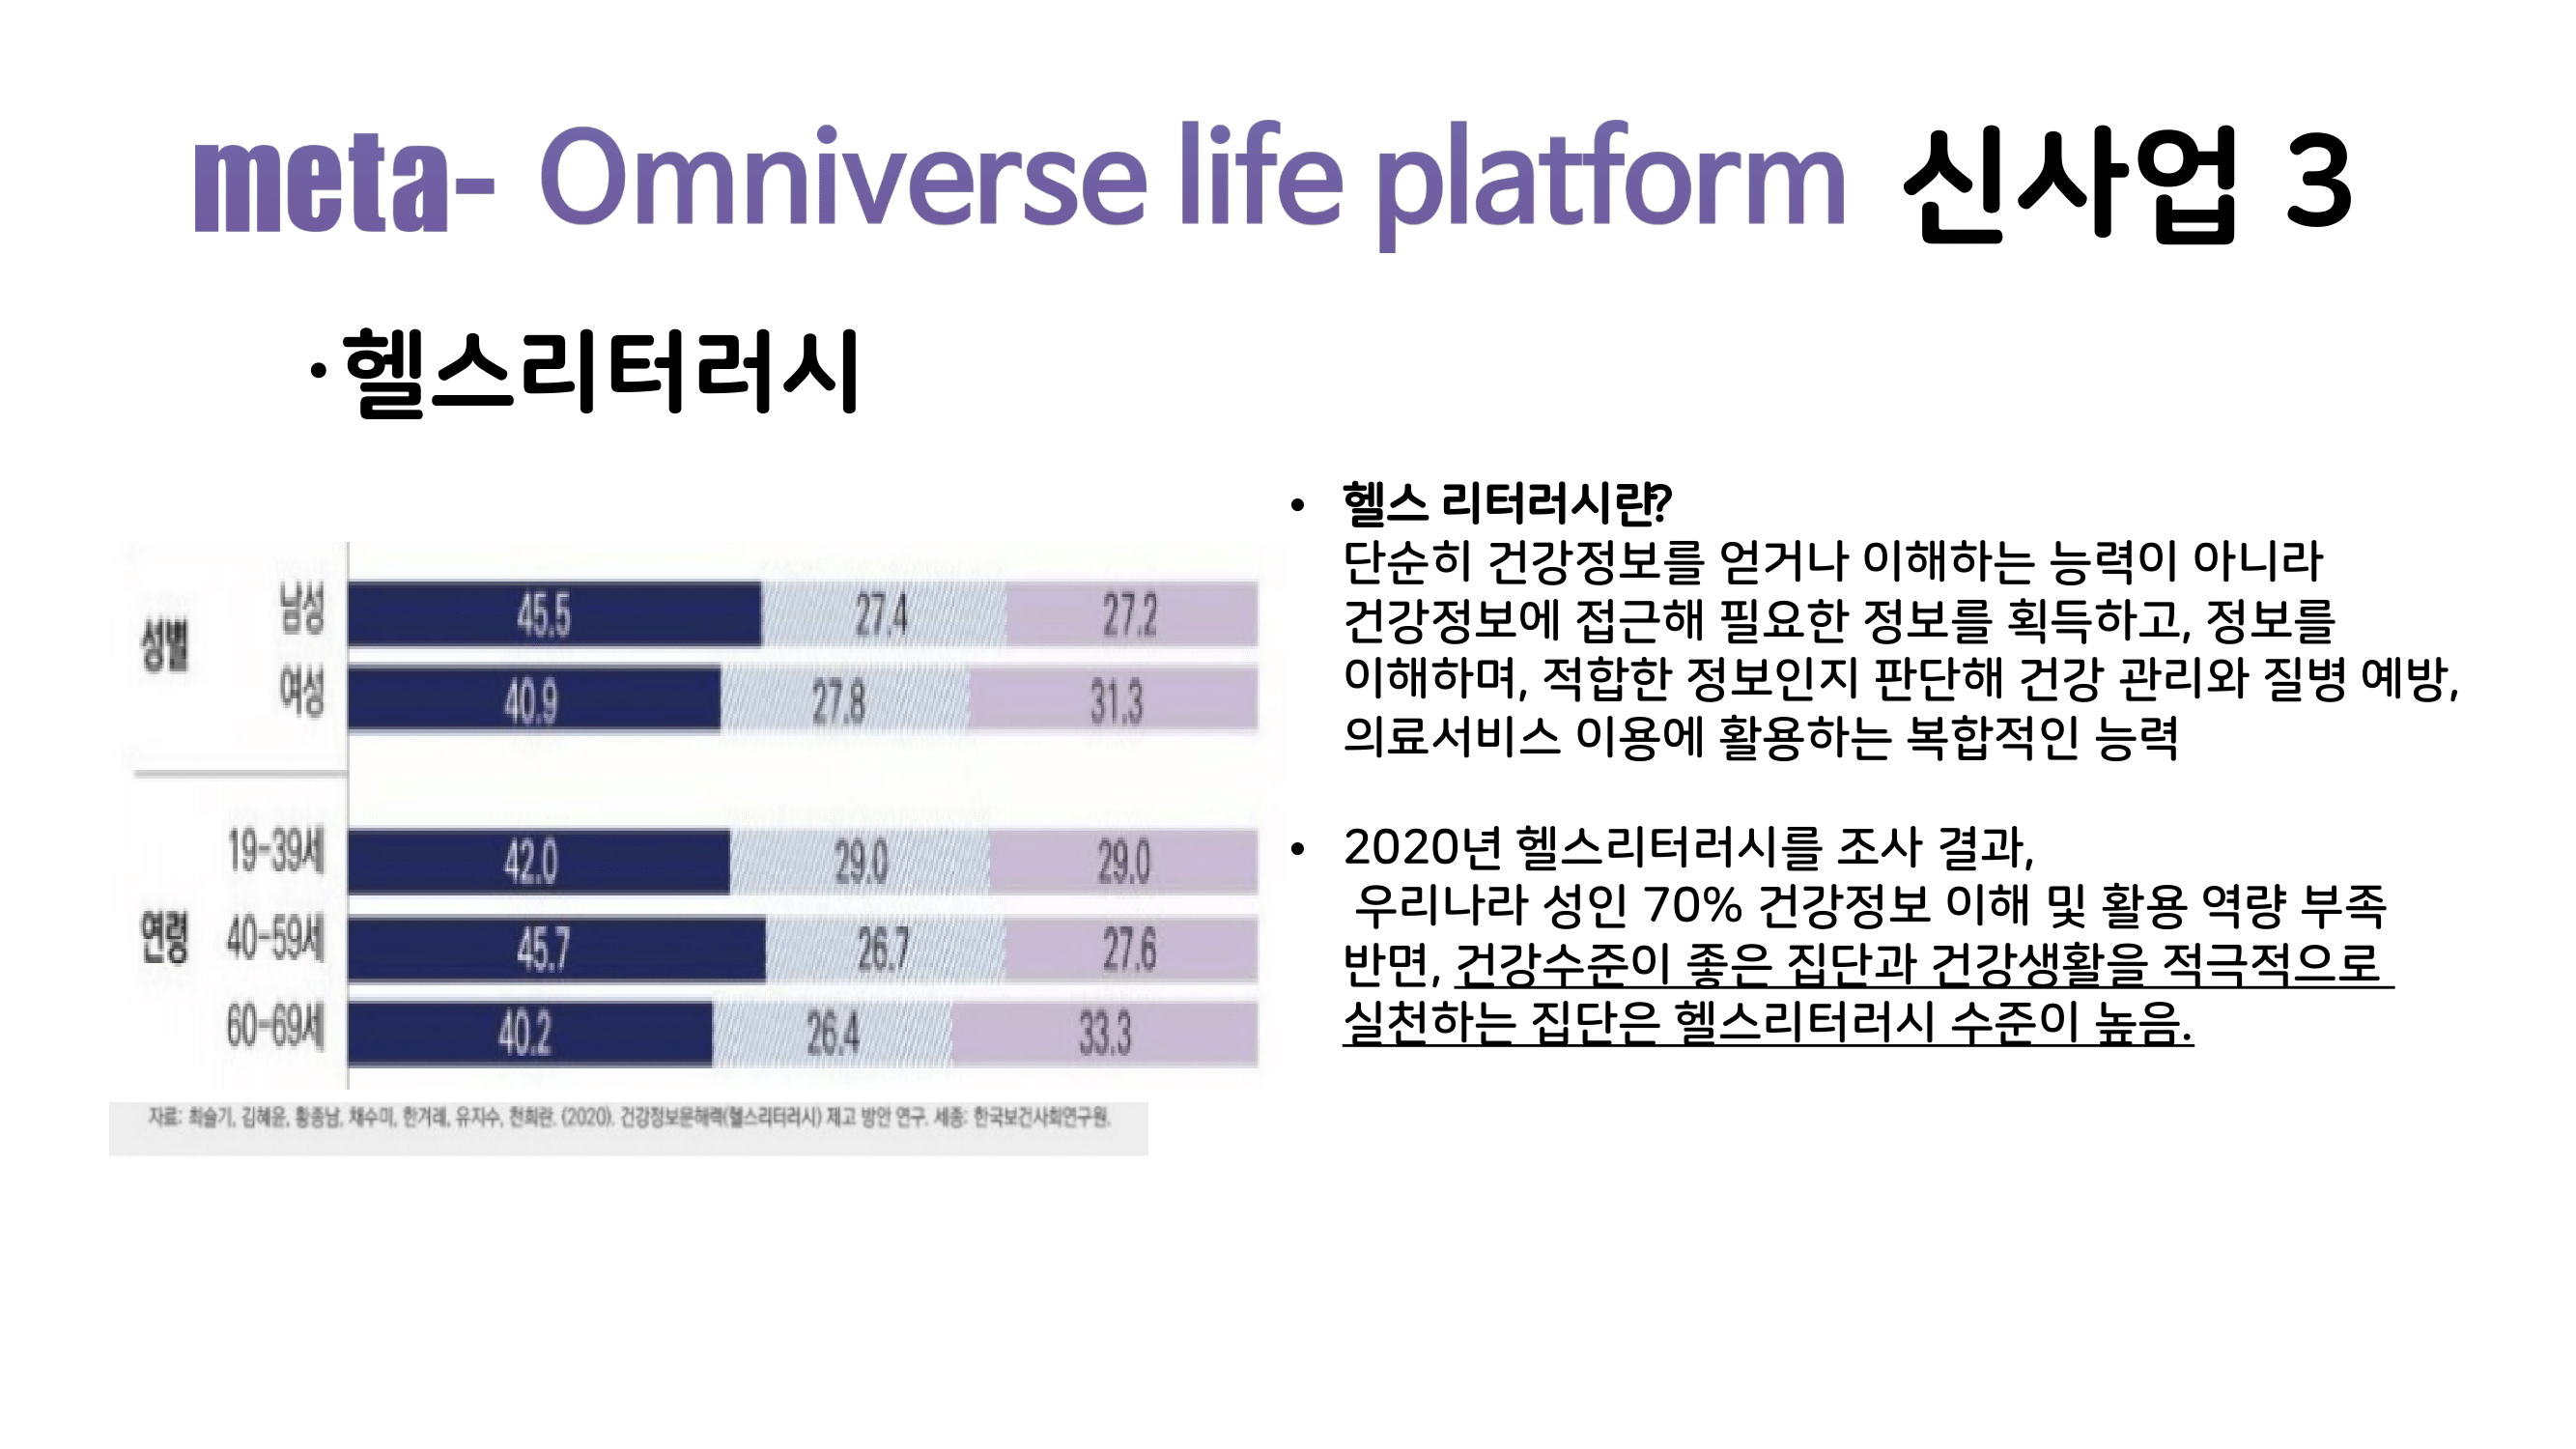 meta- Omniverse life platform 신사업 3
• 헬스리터러시
성별
남성 45.5 27.4 27.2
여성 40.9 27.8 31.3
연령
19-39세 42.0 29.0 29.0
40-59세 45.7 26.7 27.6
60-69세 40.2 26.4 33.3
자료: 최슬기, 김혜윤, 황종남, 채수미, 한겨레, 유지수, 천희란. (2020). 건강정보문해력(헬스리터러시) 제고 방안 연구. 세종: 한국보건사회연구원.
• 헬스 리터러시란?
단순히 건강정보를 얻거나 이해하는 능력이 아니라
건강정보에 접근해 필요한 정보를 획득하고, 정보를
이해하며, 적합한 정보인지 판단해 건강 관리와 질병 예방,
의료서비스 이용에 활용하는 복합적인 능력
• 2020년 헬스리터러시를 조사 결과,
우리나라 성인 70% 건강정보 이해 및 활용 역량 부족
반면, 건강수준이 좋은 집단과 건강생활을 적극적으로
실천하는 집단은 헬스리터러시 수준이 높음.